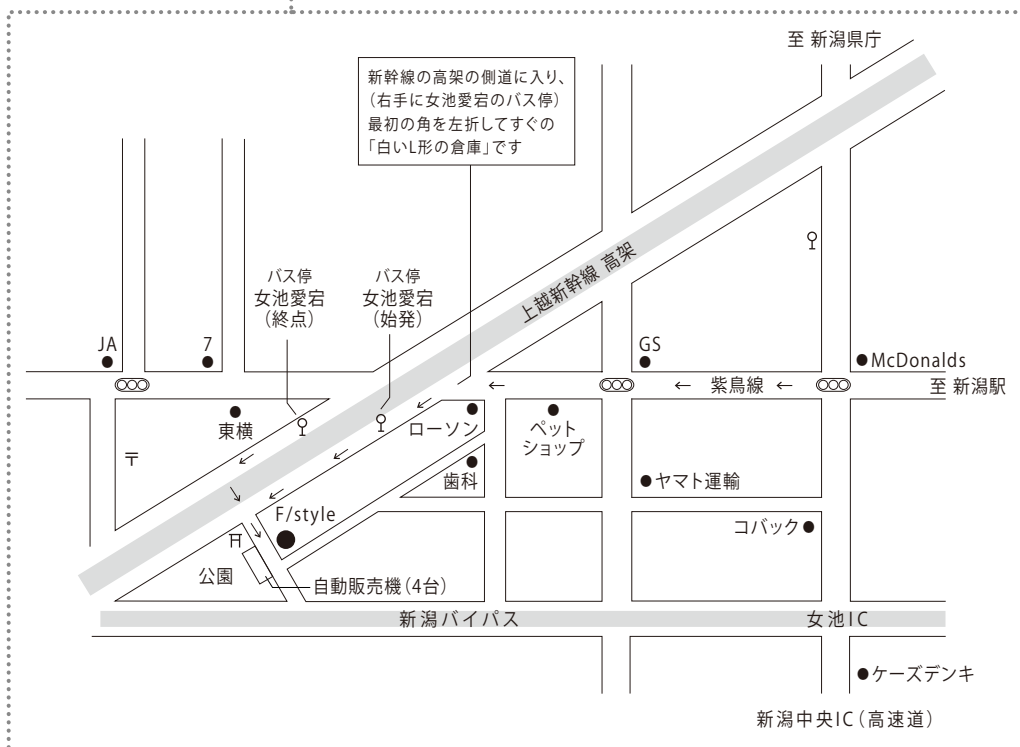 至 新潟県庁
新幹線の高架の側道に入り、
（右手に女池愛宕のバス停）
最初の角を左折してすぐの
「白いL形の倉庫」です
上越新幹線 高架
バス停
女池愛宕
（終点）
バス停
女池愛宕
（始発）
JA
7
GS
McDonalds
紫鳥線
至 新潟駅
東横
〒
ローソン
ペット
ショップ
歯科
ヤマト運輸
F/style
コバック
公園
自動販売機（4台）
新潟バイパス
女池IC
ケーズデンキ
新潟中央IC（高速道）